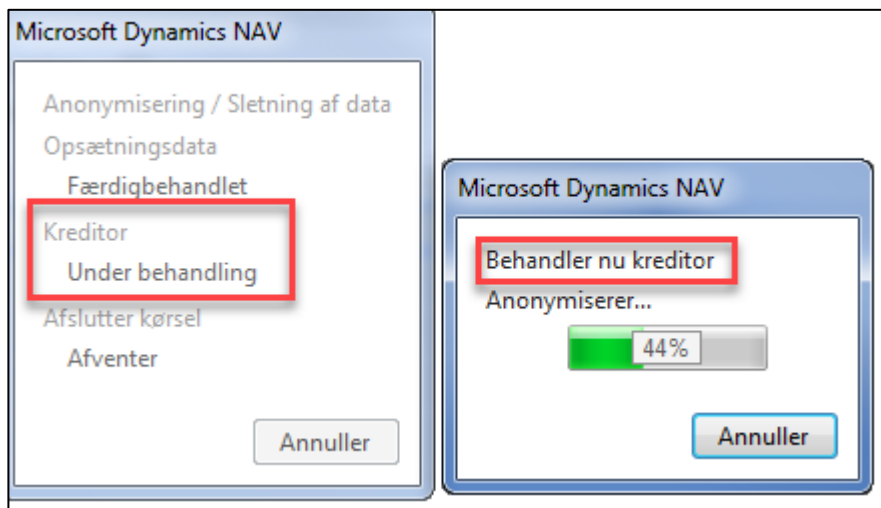 Microsoft Dynamics NAV
Anonymisering / Sletning af data
Opsætningsdata
Færdigbehandlet
Kreditor
Under behandling
Afslutter kørsel
Afventer
Annuller
Microsoft Dynamics NAV
Behandler nu kreditor
Anonymiserer...
44%
Annuller